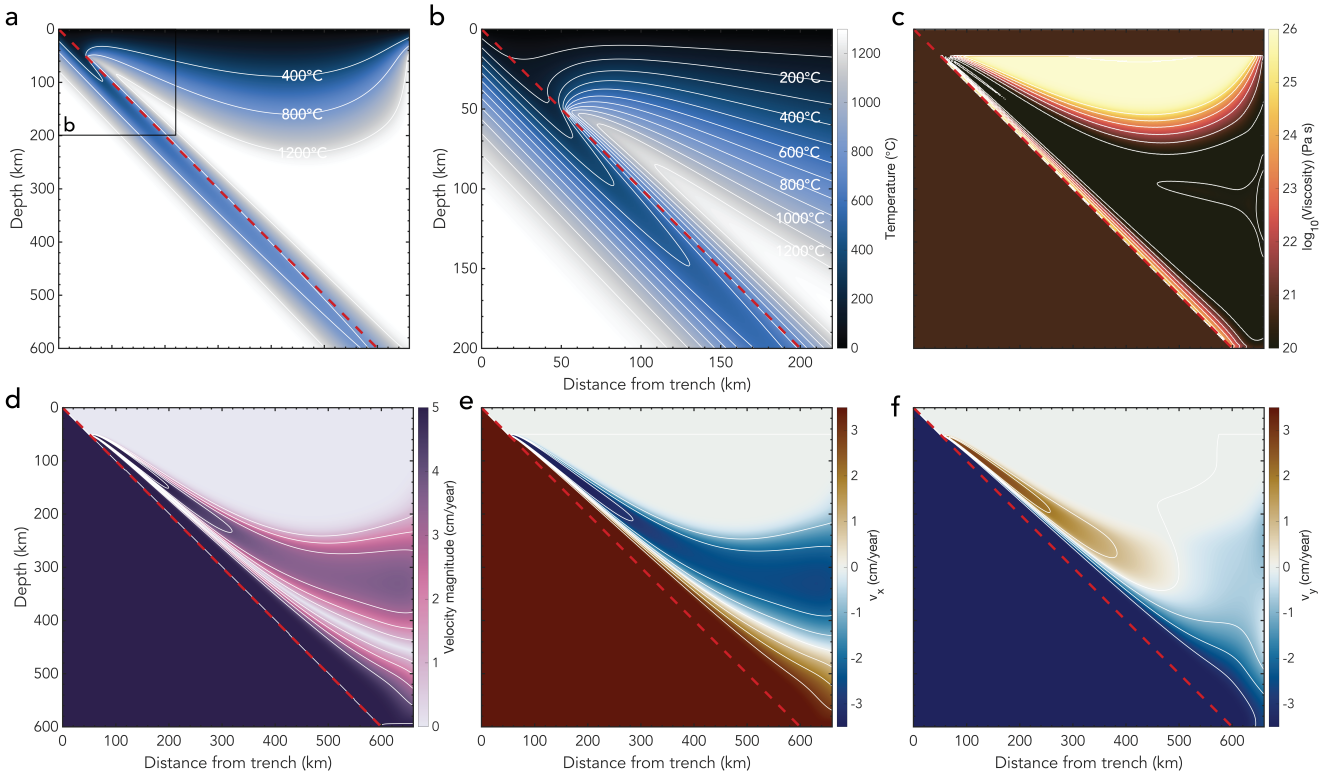 a
0
100
200
300
400
500
600
Depth (km)
400°C
800°C
1200°C
b
b
0
50
100
150
200
Depth (km)
0
50
100
150
200
Distance from trench (km)
200°C
400°C
600°C
800°C
1000°C
1200°C
1200
1000
800
600
400
200
0
Temperature (°C)
c
26
25
24
23
22
21
20
log10(Viscosity) (Pa s)
d
0
100
200
300
400
500
600
Depth (km)
0
100
200
300
400
500
600
Distance from trench (km)
5
4
3
2
1
0
Velocity magnitude (cm/year)
e
0
100
200
300
400
500
600
Distance from trench (km)
3
2
1
0
-1
-2
-3
vx (cm/year)
f
0
100
200
300
400
500
600
Distance from trench (km)
3
2
1
0
-1
-2
-3
vy (cm/year)